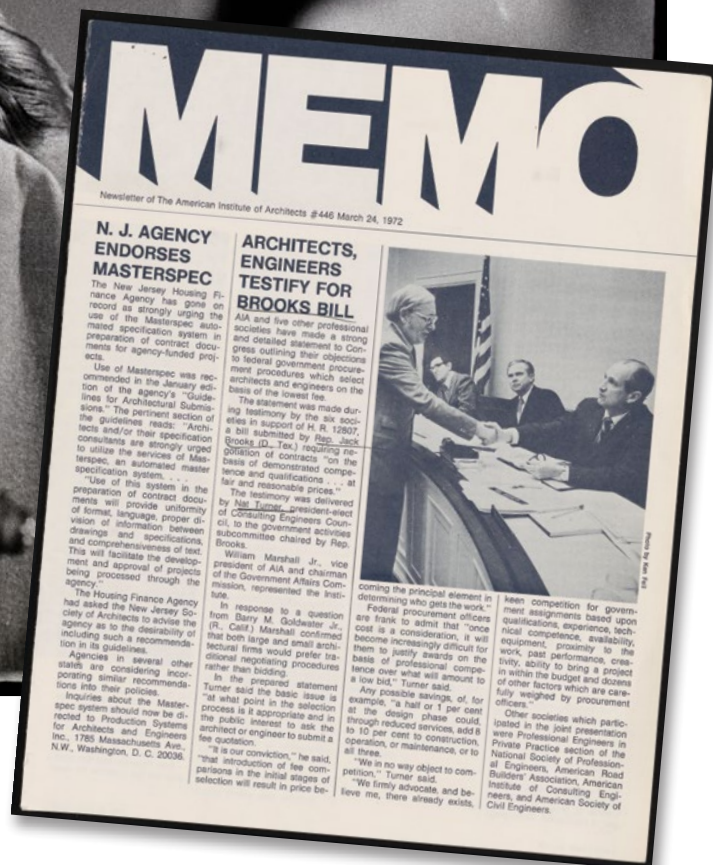 MEMO
Newsletter of The American Institute of Architects #446 March 24, 1972
N. J. AGENCY
ENDORSES
MASTERSPEC
The New Jersey Housing Fi-
nance Agency has gone on
record as strongly urging the
use of the Masterspec auto-
mated specification system in
preparation of contract docu-
ments for agency-funded proj-
ects.
Use of Masterspec was rec-
ommended in the January edi-
tion of the agency's "Guide-
lines for Architectural Submis-
sions." The pertinent section of
the guidelines reads: "Archi-
tects and/or their specification
consultants are strongly urged
to utilize the services of Mas-
terspec, an automated master
specification system. . . .
"Use of this system in the
preparation of contract docu-
ments will provide uniformity
of format, language, proper di-
vision of information between
drawings and specifications,
and comprehensiveness of text.
This will facilitate the develop-
ment and approval of projects
being processed through the
agency."
The Housing Finance Agency
had asked the New Jersey So-
ciety of Architects to advise the
agency as to the desirability of
including such a recommenda-
tion in its guidelines.
Agencies in several other
states are considering incor-
porating similar recommenda-
tions into their policies.
Inquiries about the Master-
spec system should now be di-
rected to Production Systems
for Architects and Engineers
Inc., 1785 Massachusetts Ave.,
N.W., Washington, D. C. 20036.
ARCHITECTS,
ENGINEERS
TESTIFY FOR
BROOKS BILL
AIA and five other professional
societies have made a strong
and detailed statement to Con-
gress outlining their objections
to federal government procure-
ment procedures which select
architects and engineers on the
basis of the lowest fee.
The statement was made dur-
ing testimony by the six soci-
eties in support of H. R. 12807,
a bill submitted by Rep. Jack
Brooks (D., Tex.) requiring ne-
gotiation of contracts "on the
basis of demonstrated compe-
tence and qualifications . . . at
fair and reasonable prices."
The testimony was delivered
by Nat Turner, president-elect
of Consulting Engineers Coun-
cil, to the government activities
subcommittee chaired by Rep.
Brooks.
William Marshall Jr., vice
president of AIA and chairman
of the Government Affairs Com-
mission, represented the Insti-
tute.
In response to a question
from Barry M. Goldwater Jr.,
(R., Calif.) Marshall confirmed
that both large and small archi-
tectural firms would prefer tra-
ditional negotiating procedures
rather than bidding.
In the prepared statement
Turner said the basic issue is
"at what point in the selection
process is it appropriate and in
the public interest to ask the
architect or engineer to submit a
fee quotation.
"It is our conviction," he said,
"that introduction of fee com-
parisons in the initial stages of
selection will result in price be-
Photo by Ken
coming the principal element in
determining who gets the work."
Federal procurement officers
are frank to admit that "once
cost is a consideration, it will
become increasingly difficult for
them to justify awards on the
basis of professional compe-
tence over what will amount to
a low bid," Turner said.
Any possible savings, of, for
example, "a half or 1 per cent
at the design phase could,
through reduced services, add 8
to 10 per cent to construction,
operation, or maintenance, or to
all three.
"We in no way object to com-
petition," Turner said.
"We firmly advocate, and be-
lieve me, there already exists,
keen competition for govern-
ment assignments based upon
qualifications, experience, tech-
nical competence, availability,
equipment, proximity to the
work, past performance, crea-
tivity, ability to bring a project
in within the budget and dozens
of other factors which are care-
fully weighed by procurement
officers."
Other societies which partic-
ipated in the joint presentation
were Professional Engineers in
Private Practice section of the
National Society of Profession-
al Engineers, American Road
Builders' Association, American
Institute of Consulting Engi-
neers, and American Society of
Civil Engineers.